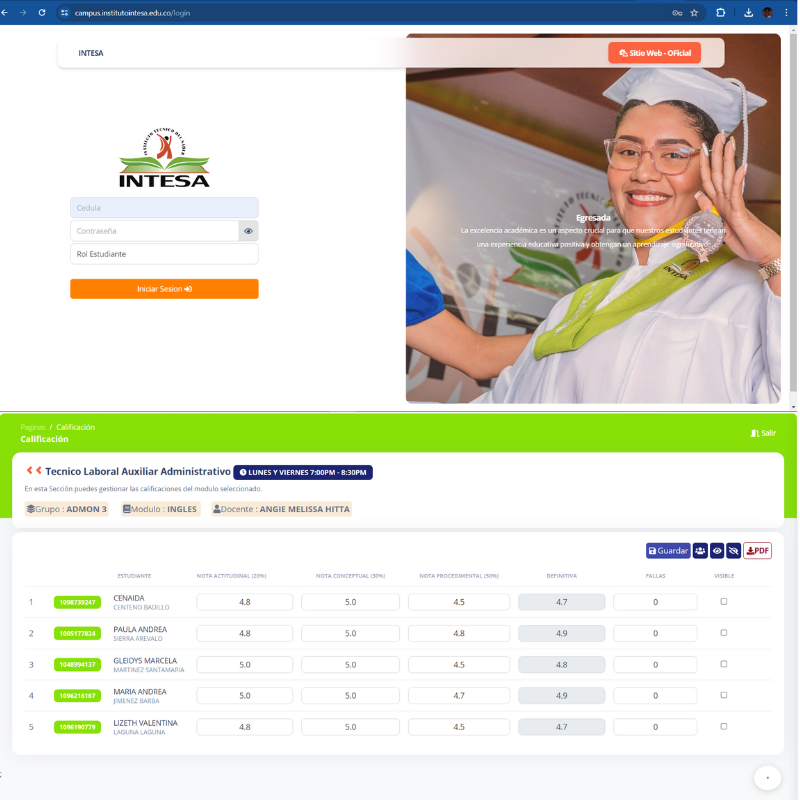 campus.institutointesa.edu.co/login
INTESA
Sitio Web - OFicial
INSTITUTO TECNICO DEL SABER
INTESA
Cedula
Contraseña
Rol Estudiante
Iniciar Sesion
Egresada
La excelencia académica es un aspecto crucial para que nuestros estudiantes tengan
una experiencia educativa positiva y obtengan un aprendizaje significativo.
INTESA
Paginas / Calificación
Calificación
Salir
Tecnico Laboral Auxiliar Administrativo LUNES Y VIERNES 7:00PM - 8:30PM
En esta Sección puedes gestionar las calificaciones del modulo seleccionado.
Grupo : ADMON 3 Modulo : INGLES Docente : ANGIE MELISSA HITTA
Guardar PDF
ESTUDIANTE NOTA ACTITUDINAL (20%) NOTA CONCEPTUAL (30%) NOTA PROCEDIMENTAL (50%) DEFINITIVA FALLAS VISIBLE
1 1098739247 CENAIDA CENTENO BADILLO 4.8 5.0 4.5 4.7 0
2 1005177824 PAULA ANDREA SIERRA AREVALO 4.8 5.0 4.8 4.9 0
3 1048994137 GLEIDYS MARCELA MARTINEZ SANTAMARIA 5.0 5.0 4.5 4.8 0
4 1096216167 MARIA ANDREA JIMENEZ BARBA 5.0 5.0 4.7 4.9 0
5 1096190779 LIZETH VALENTINA LAGUNA LAGUNA 4.8 5.0 4.5 4.7 0